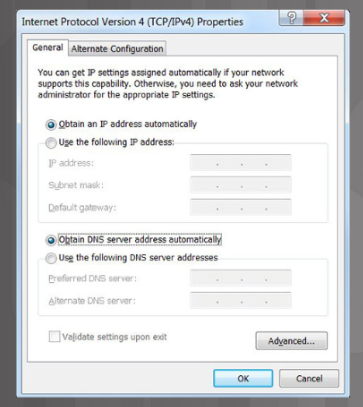 Internet Protocol Version 4 (TCP/IPv4) Properties
General
Alternate Configuration
You can get IP settings assigned automatically if your network
supports this capability. Otherwise, you need to ask your network
administrator for the appropriate IP settings.
Obtain an IP address automatically
Use the following IP address:
IP address:
Subnet mask:
Default gateway:
Obtain DNS server address automatically
Use the following DNS server addresses
Preferred DNS server:
Alternate DNS server:
Validate settings upon exit
Advanced...
OK
Cancel